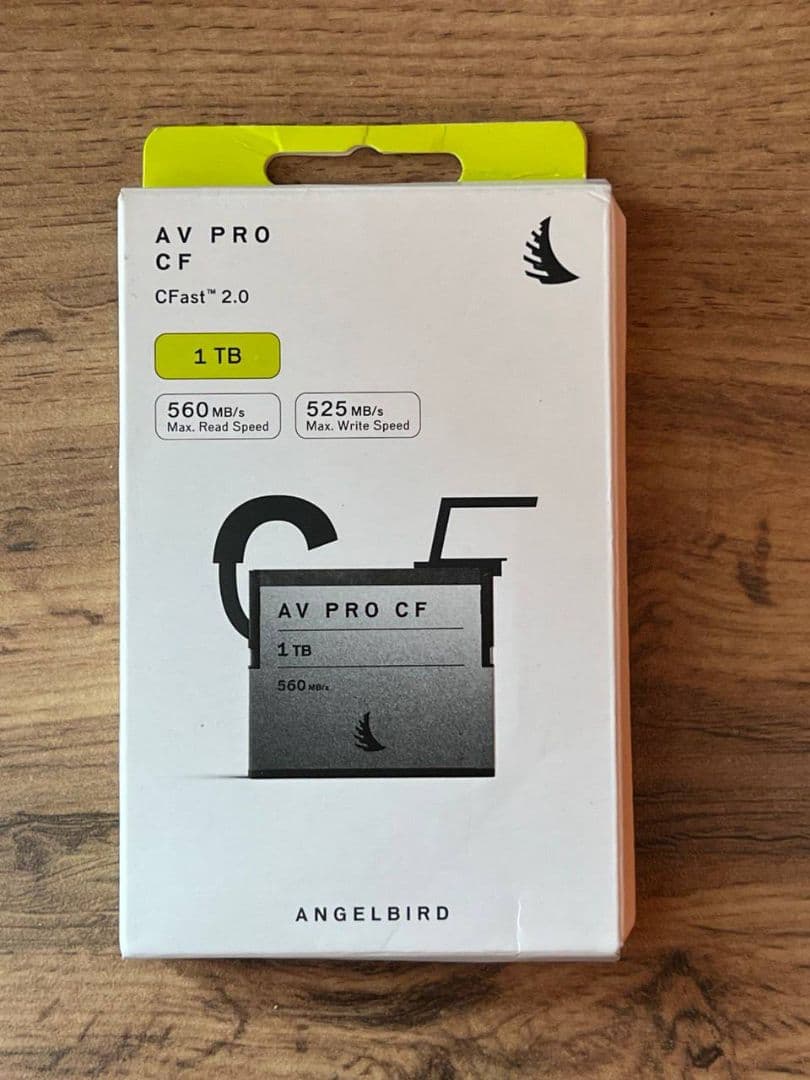 AV PRO
CF
CFast™ 2.0
1 TB
560 MB/s
Max. Read Speed
525 MB/s
Max. Write Speed
CF
AV PRO CF
1 TB
560 MB/s
ANGELBIRD